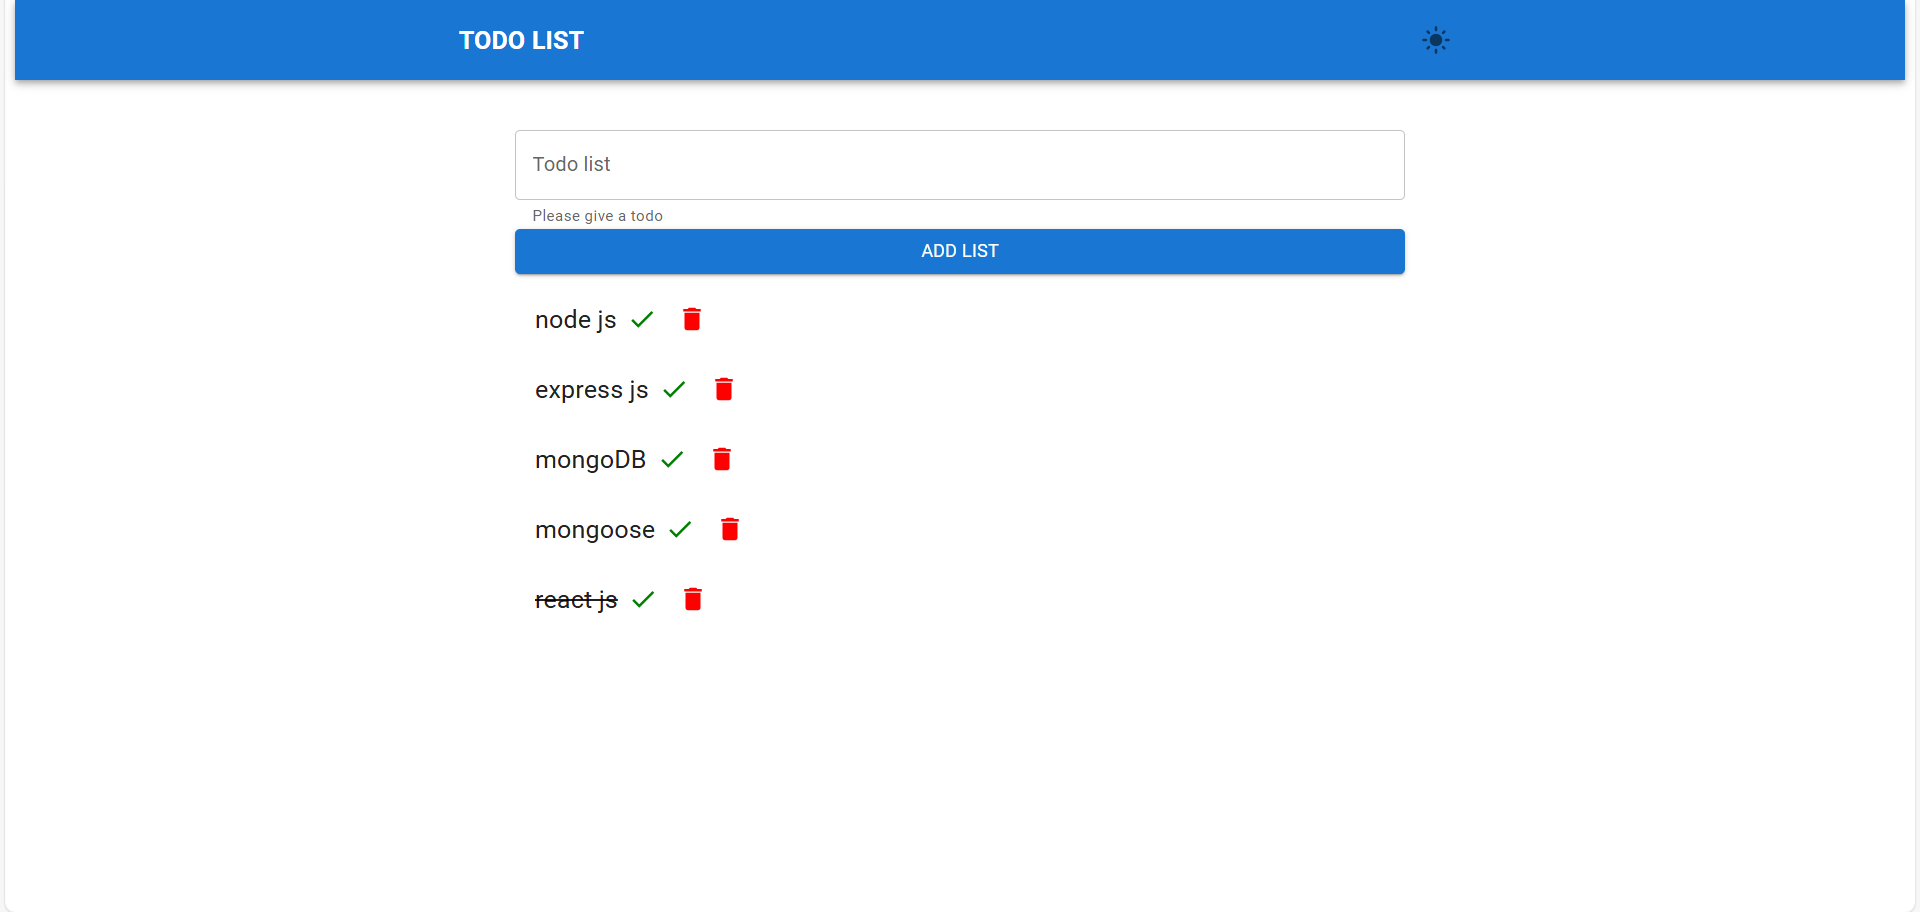 TODO LIST
Todo list
Please give a todo
ADD LIST
node js
express js
mongoDB
mongoose
react js